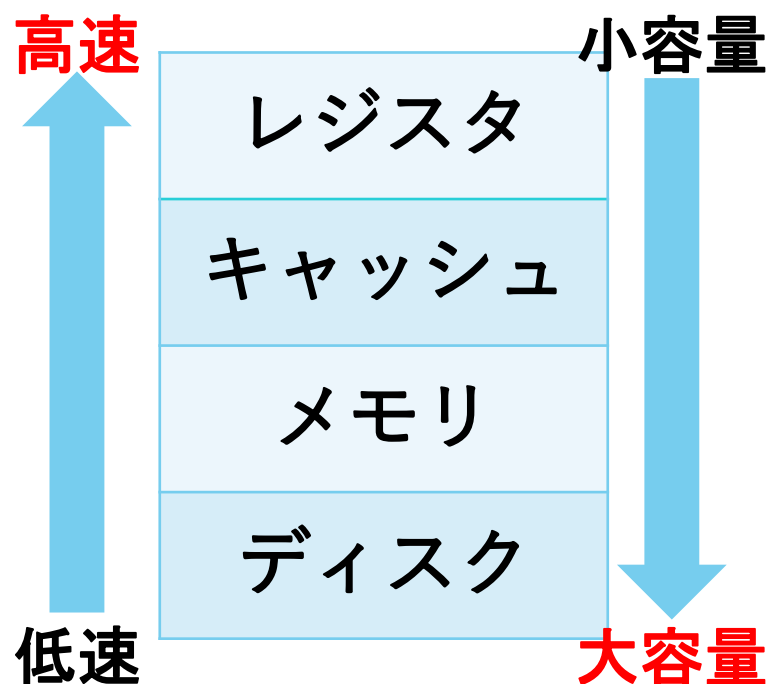 高速
小容量
レジスタ
キャッシュ
メモリ
ディスク
低速
大容量